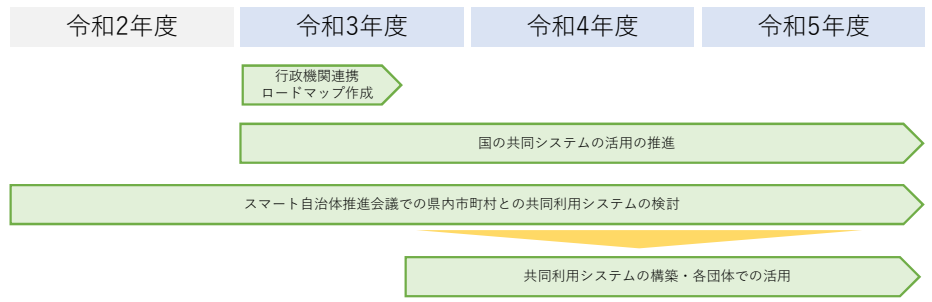 令和2年度
令和3年度
令和4年度
令和5年度
行政機関連携
ロードマップ作成
国の共同システムの活用の推進
スマート自治体推進会議での県内市町村との共同利用システムの検討
共同利用システムの構築・各団体での活用